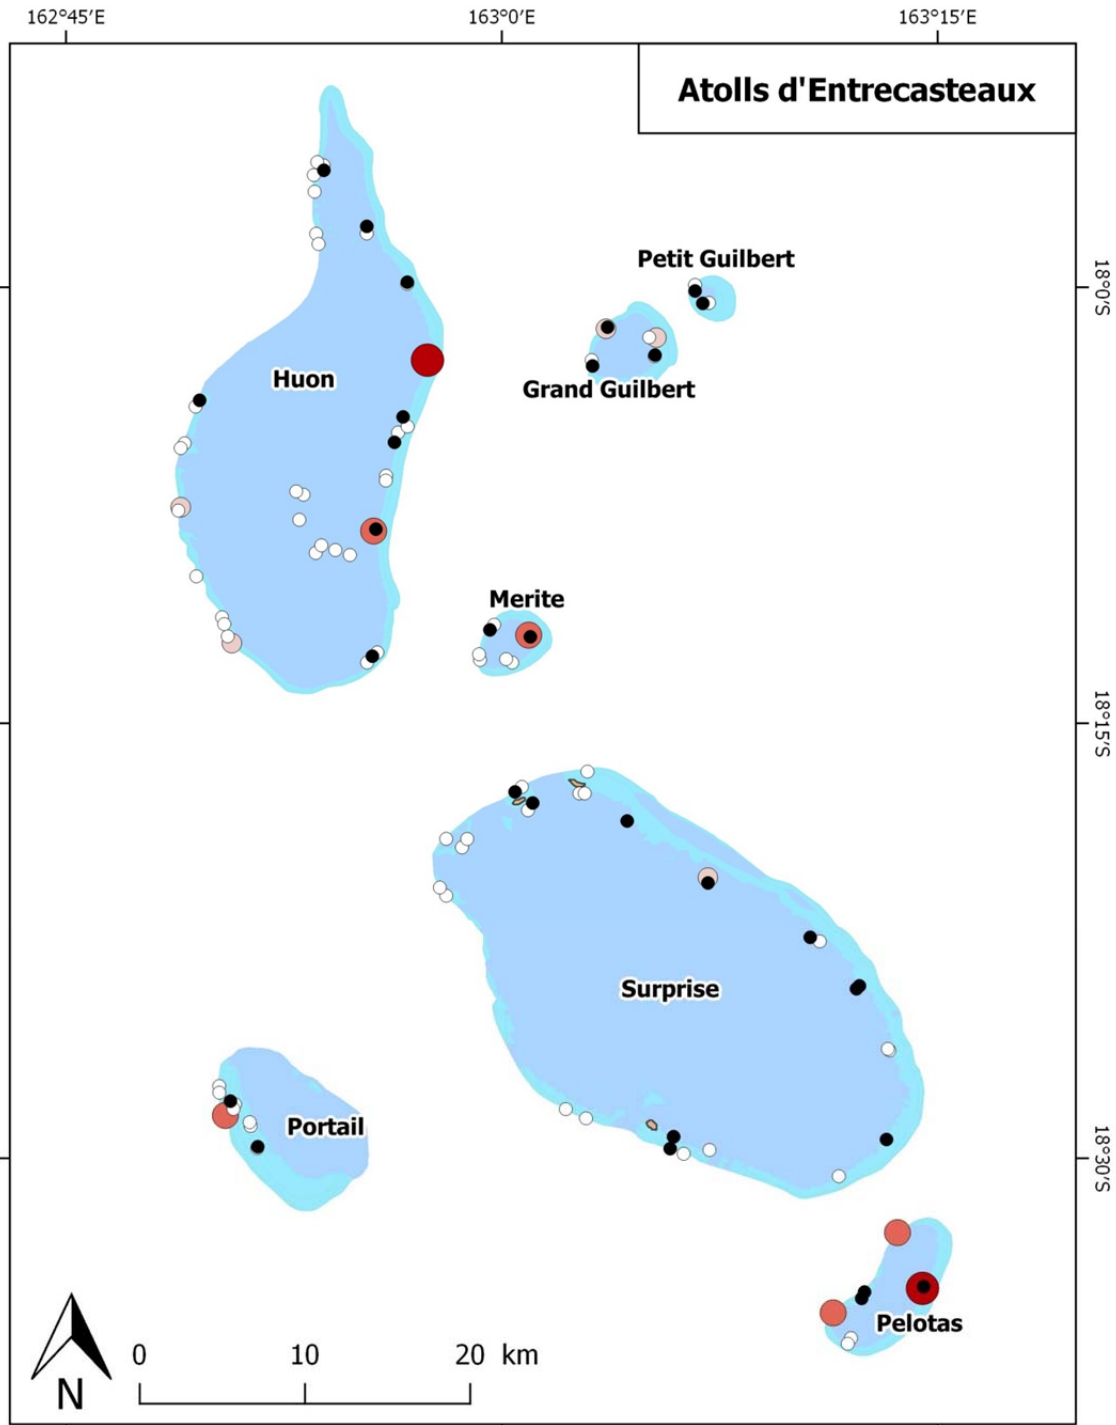 162°45′E
163°0′E
163°15′E
Atolls d'Entrecasteaux
Petit Guilbert
18°0′S
Huon
Grand Guilbert
Merite
18°15′S
Surprise
Portail
18°30′S
Pelotas
0 10 20 km
N